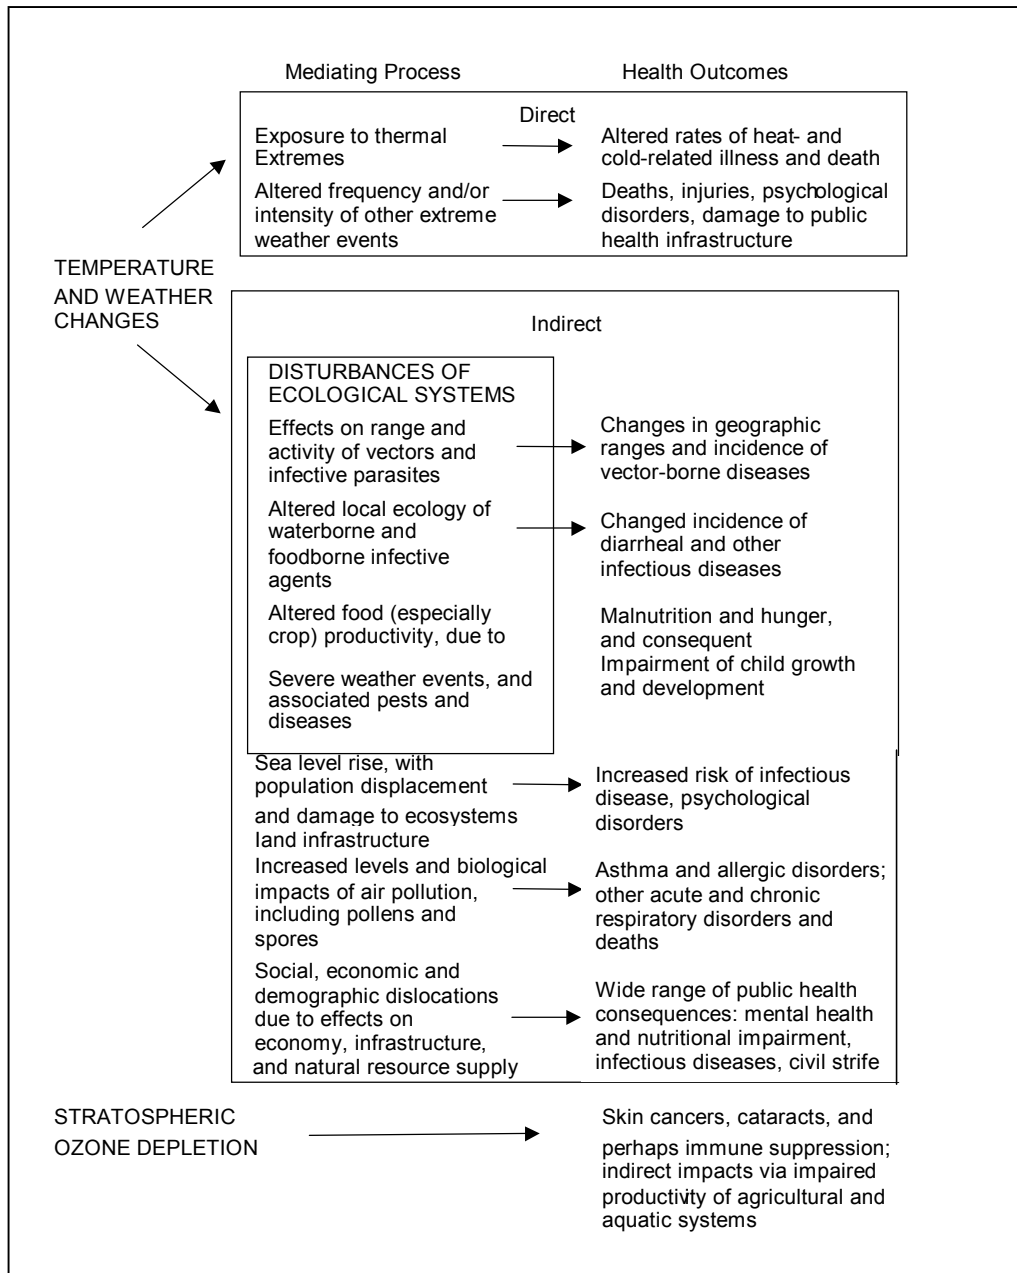 Mediating Process
Health Outcomes
Direct
Exposure to thermal
Extremes
Altered rates of heat- and
cold-related illness and death
Altered frequency and/or
intensity of other extreme
weather events
Deaths, injuries, psychological
disorders, damage to public
health infrastructure
TEMPERATURE
AND WEATHER
CHANGES
Indirect
DISTURBANCES OF
ECOLOGICAL SYSTEMS
Effects on range and
activity of vectors and
infective parasites
Changes in geographic
ranges and incidence of
vector-borne diseases
Altered local ecology of
waterborne and
foodborne infective
agents
Changed incidence of
diarrheal and other
infectious diseases
Altered food (especially
crop) productivity, due to
Severe weather events, and
associated pests and
diseases
Malnutrition and hunger,
and consequent
Impairment of child growth
and development
Sea level rise, with
population displacement
and damage to ecosystems
land infrastructure
Increased risk of infectious
disease, psychological
disorders
Increased levels and biological
impacts of air pollution,
including pollens and
spores
Asthma and allergic disorders;
other acute and chronic
respiratory disorders and
deaths
Social, economic and
demographic dislocations
due to effects on
economy, infrastructure,
and natural resource supply
Wide range of public health
consequences: mental health
and nutritional impairment,
infectious diseases, civil strife
STRATOSPHERIC
OZONE DEPLETION
Skin cancers, cataracts, and
perhaps immune suppression;
indirect impacts via impaired
productivity of agricultural and
aquatic systems